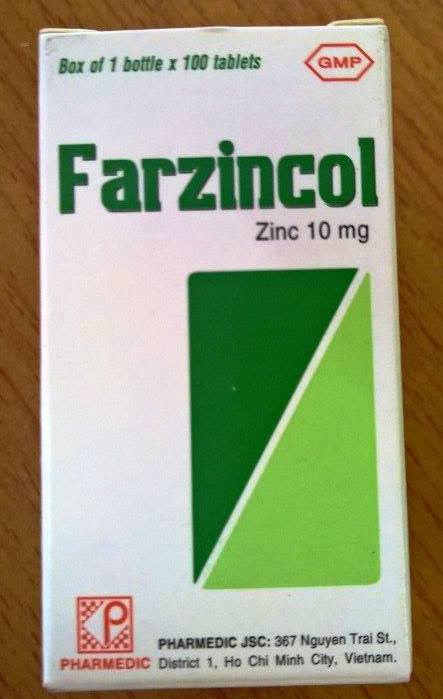 Box of 1 bottle x 100 tablets
GMP
Farzincol
Zinc 10 mg
P
PHARMEDIC
PHARMEDIC JSC: 367 Nguyen Trai St.,
District 1, Ho Chi Minh City, Vietnam.